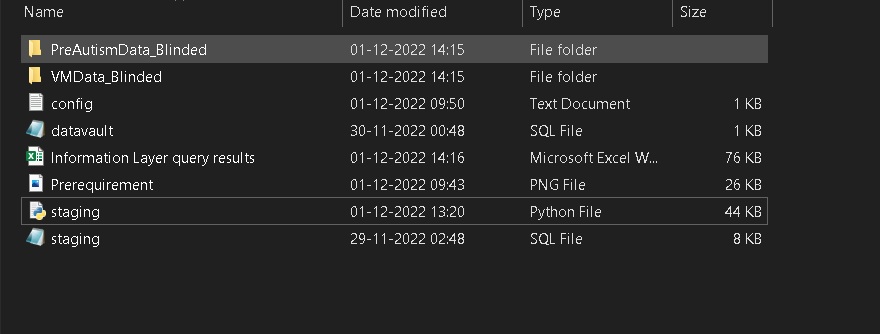 Name Date modified Type Size
PreAutismData_Blinded 01-12-2022 14:15 File folder
VMData_Blinded 01-12-2022 14:15 File folder
config 01-12-2022 09:50 Text Document 1 KB
datavault 30-11-2022 00:48 SQL File 1 KB
Information Layer query results 01-12-2022 14:16 Microsoft Excel W... 76 KB
Prerequirement 01-12-2022 09:43 PNG File 26 KB
staging 01-12-2022 13:20 Python File 44 KB
staging 29-11-2022 02:48 SQL File 8 KB